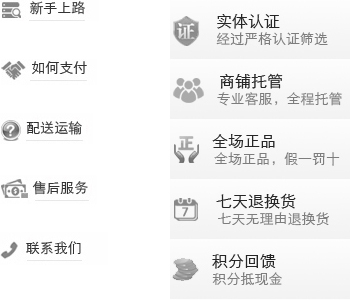 新手上路
如何支付
配送运输
售后服务
联系我们
证
实体认证
经过严格认证筛选
商铺托管
专业客服，全程托管
正
全场正品
全场正品，假一罚十
7
七天退换货
七天无理由退换货
积分回馈
积分抵现金